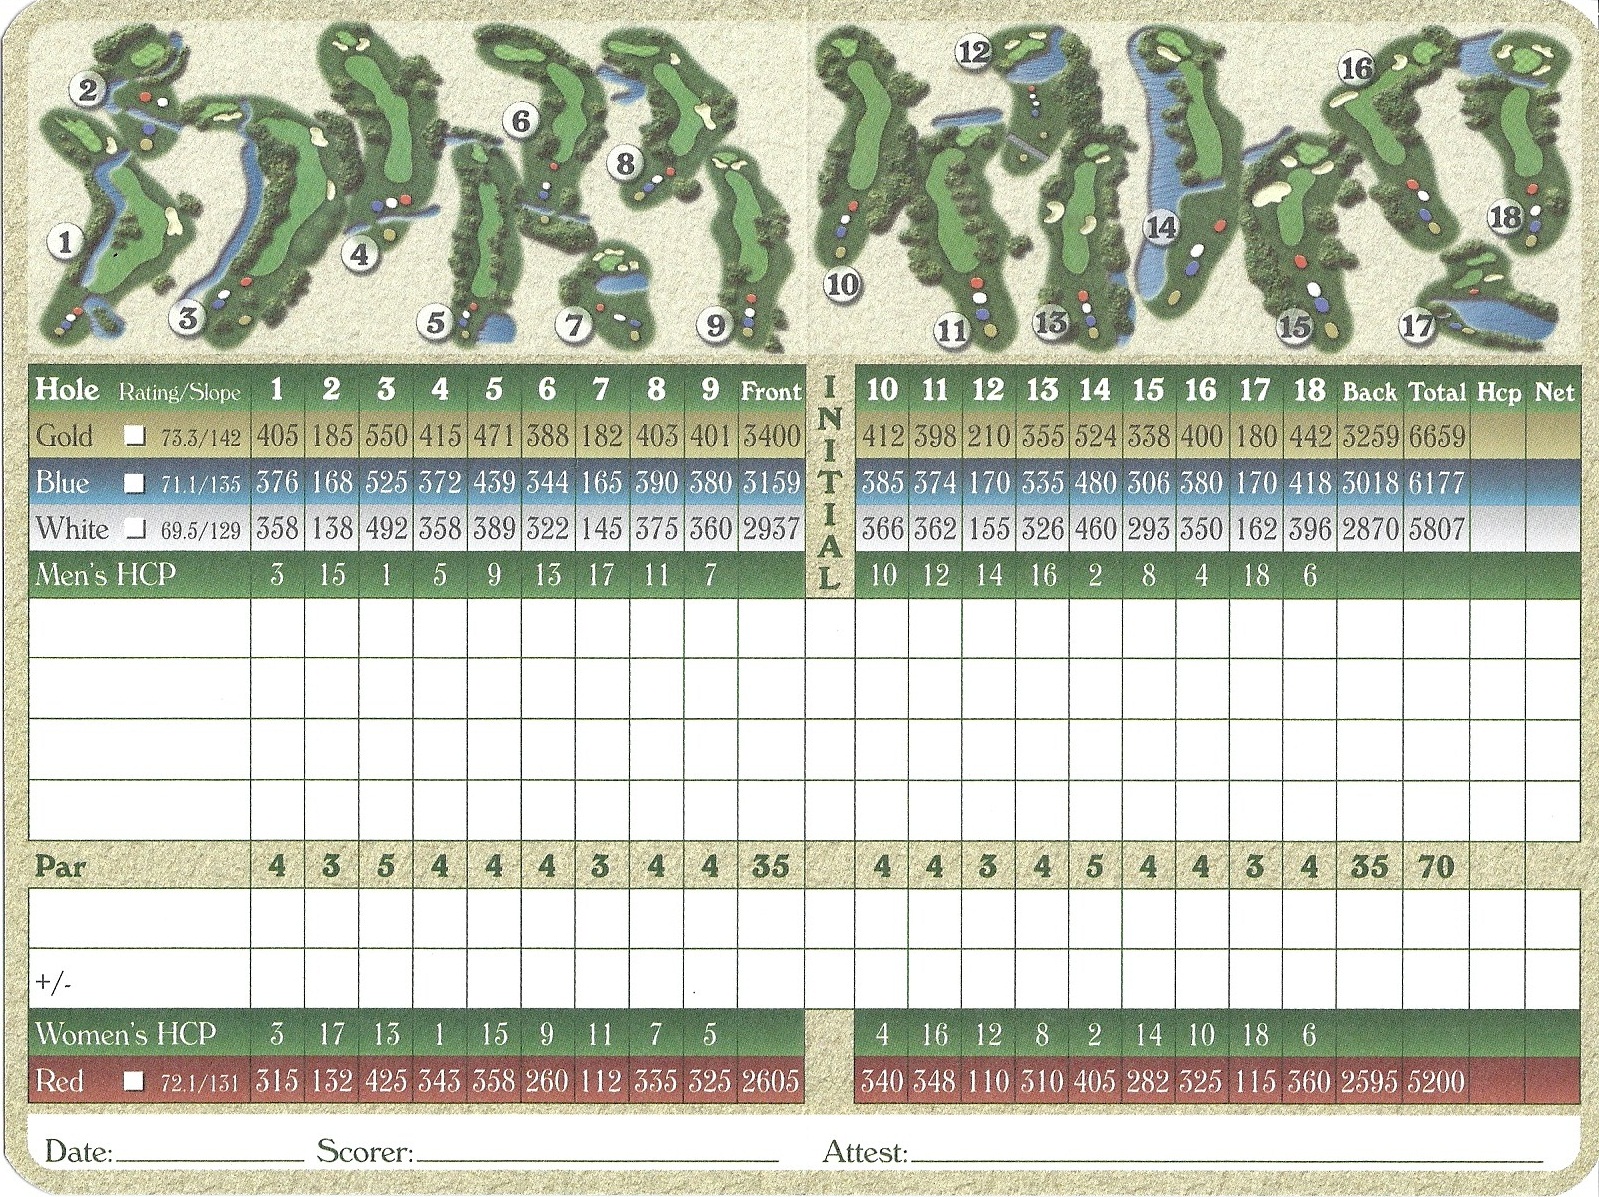 2 12 16
6
8
1 14 18
4 10
3 5 7 9 11 13 15 17
Hole Rating/Slope 1 2 3 4 5 6 7 8 9 Front INITIAL 10 11 12 13 14 15 16 17 18 Back Total Hcp Net
Gold 73.3/142 405 185 550 415 471 388 182 403 401 3400 412 398 210 355 524 338 400 180 442 3259 6659
Blue 71.1/135 376 168 525 372 439 344 165 390 380 3159 385 374 170 335 480 306 380 170 418 3018 6177
White 69.5/129 358 138 492 358 389 322 145 375 360 2937 366 362 155 326 460 293 350 162 396 2870 5807
Men's HCP 3 15 1 5 9 13 17 11 7 10 12 14 16 2 8 4 18 6
Par 4 3 5 4 4 4 3 4 4 35 4 4 3 4 5 4 4 3 4 35 70
+/-
Women's HCP 3 17 13 1 15 9 11 7 5 4 16 12 8 2 14 10 18 6
Red 72.1/131 315 132 425 343 358 260 112 335 325 2605 340 348 110 310 405 282 325 115 360 2595 5200
Date: Scorer: Attest: